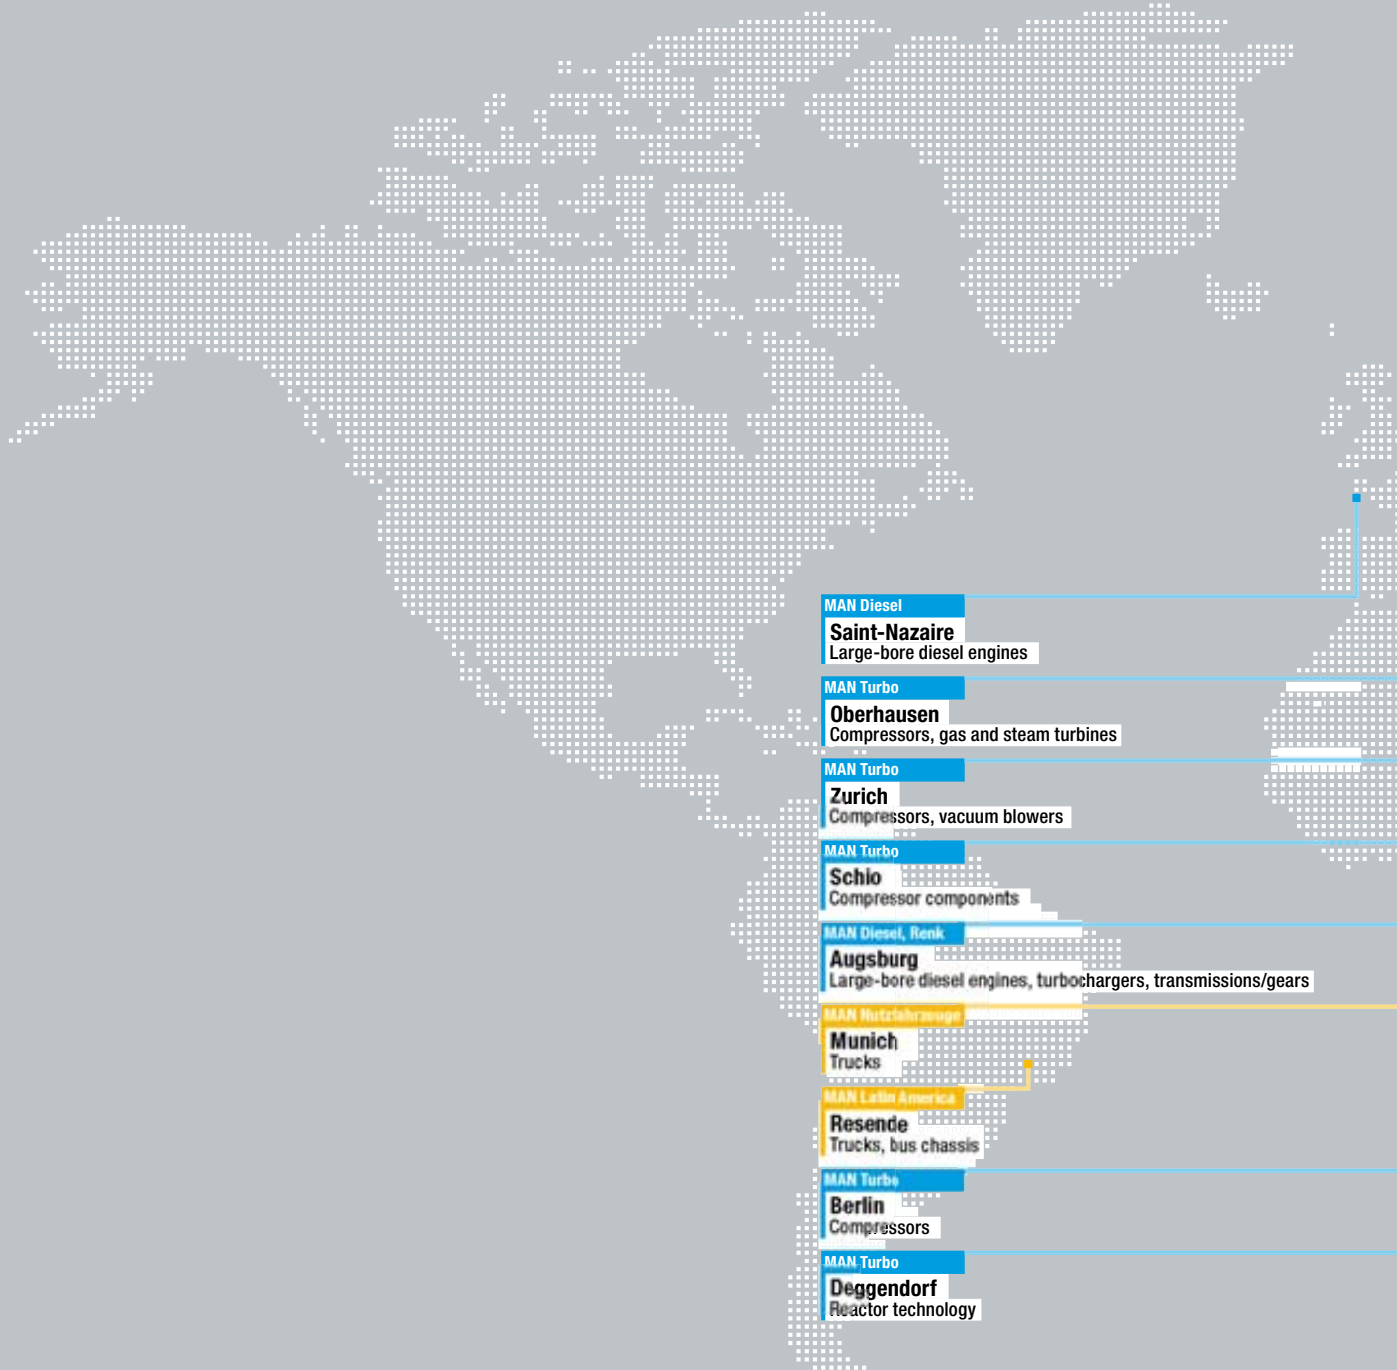 MAN Diesel
Saint-Nazaire
Large-bore diesel engines
MAN Turbo
Oberhausen
Compressors, gas and steam turbines
MAN Turbo
Zurich
Compressors, vacuum blowers
MAN Turbo
Schio
Compressor components
MAN Diesel, Renk
Augsburg
Large-bore diesel engines, turbochargers, transmissions/gears
MAN Nutzfahrzeuge
Munich
Trucks
MAN Latin America
Resende
Trucks, bus chassis
MAN Turbo
Berlin
Compressors
MAN Turbo
Deggendorf
Reactor technology